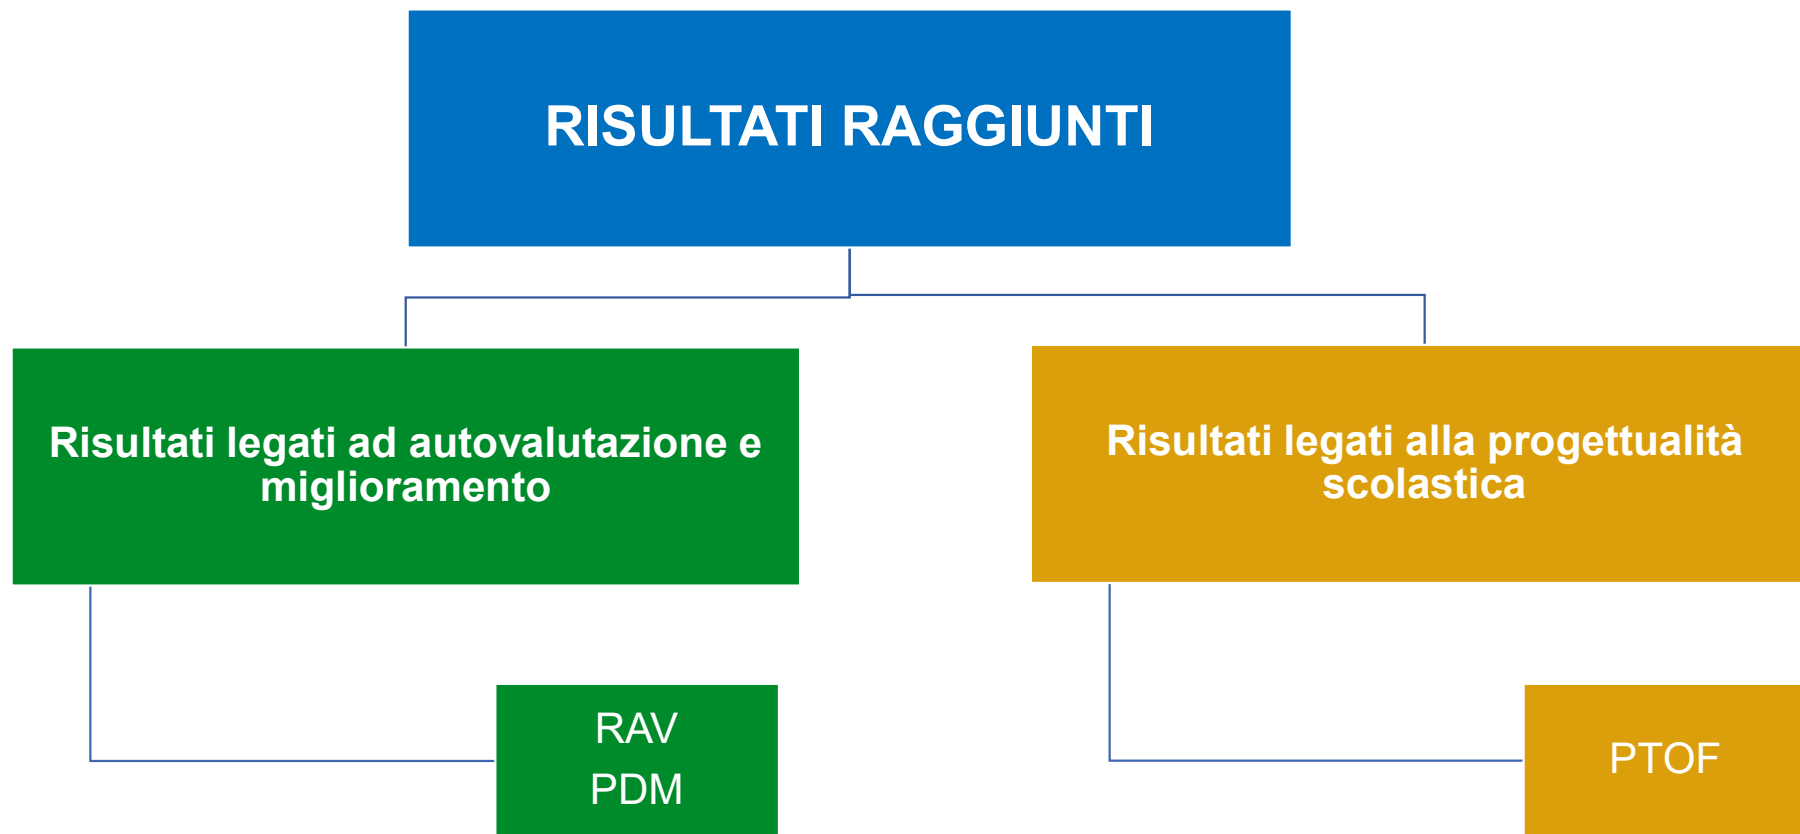 RISULTATI RAGGIUNTI
Risultati legati ad autovalutazione e
miglioramento
Risultati legati alla progettualità
scolastica
RAV
PDM
PTOF